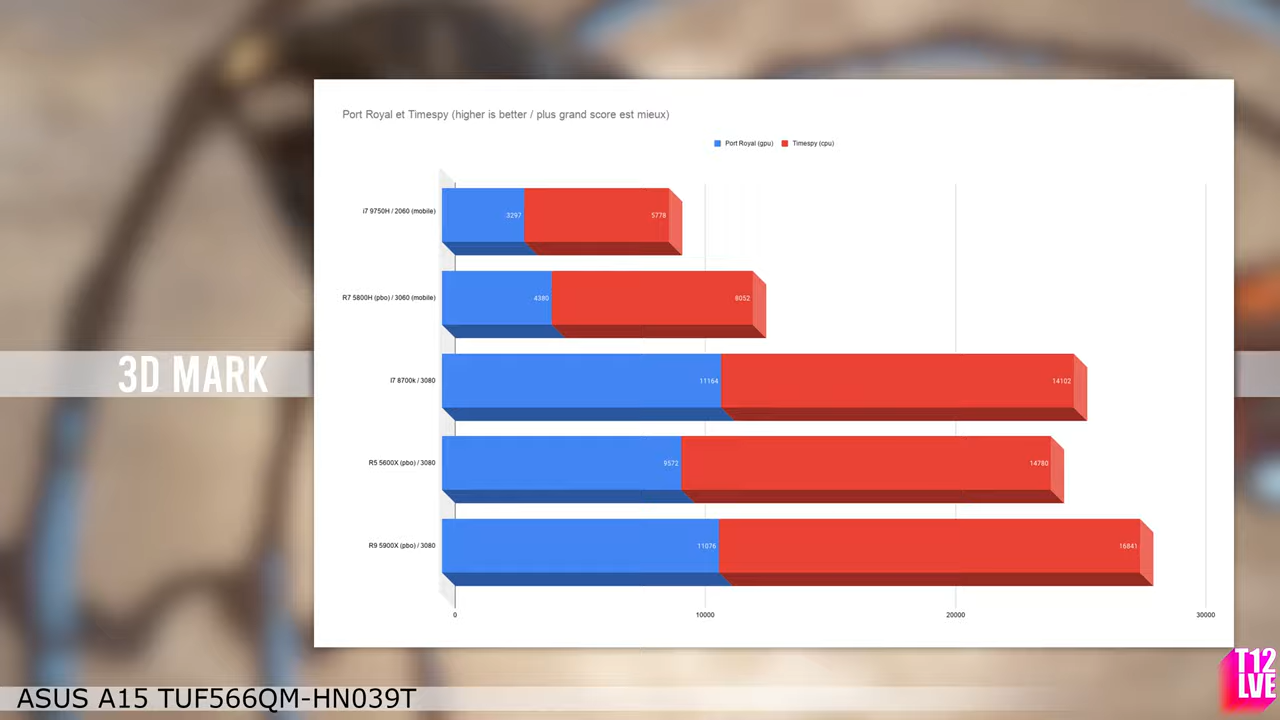 Port Royal et Timespy (higher is better / plus grand score est mieux)
Port Royal (gpu) Timespy (cpu)
i7 9750H / 2060 (mobile) 3297 5778
R7 5800H (pbo) / 3060 (mobile) 4380 8052
3D MARK
i7 8700k / 3080 11164 14102
R5 5600X (pbo) / 3080 9572 14780
R9 5900X (pbo) / 3080 11076 16841
0 10000 20000 30000
ASUS A15 TUF566QM-HN039T
T12
LVE